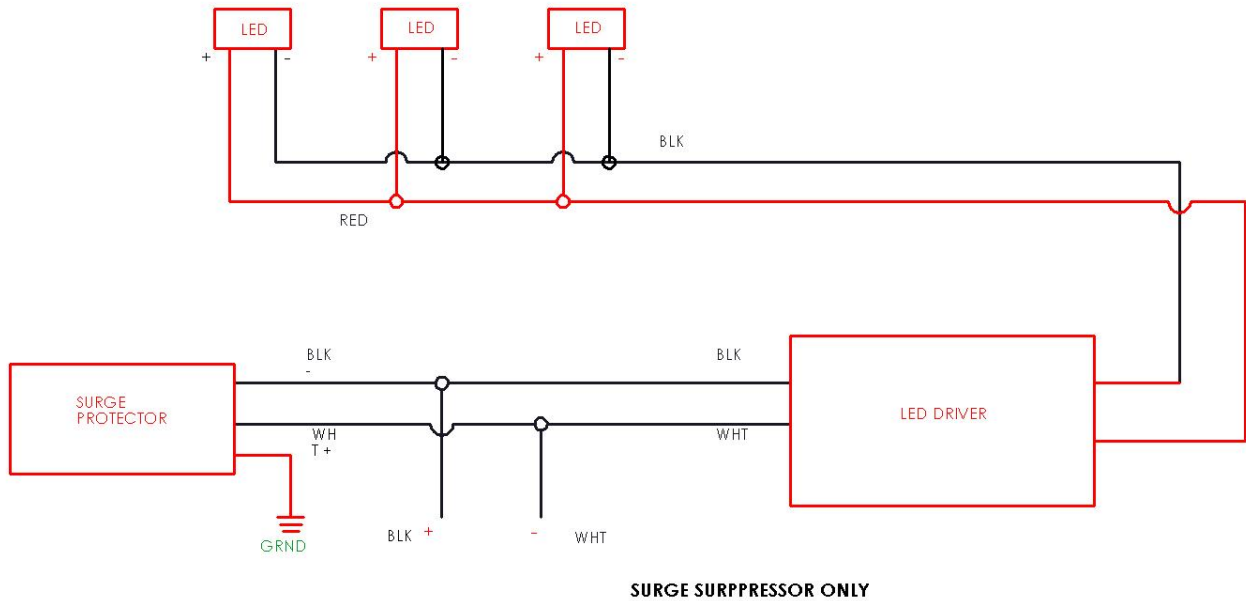 LED
LED
LED
+ -
+ -
+ -
BLK
RED
BLK
-
BLK
SURGE
PROTECTOR
LED DRIVER
WH
T +
WHT
GRND
BLK +
- WHT
SURGE SURPPRESSOR ONLY